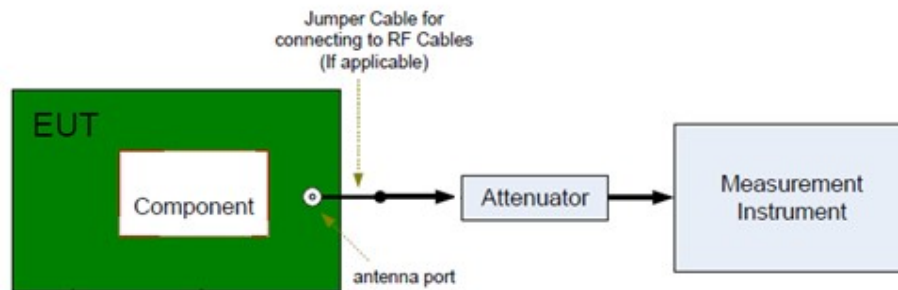 Jumper Cable for
connecting to RF Cables
(If applicable)
EUT
Component
Attenuator
Measurement
Instrument
antenna port